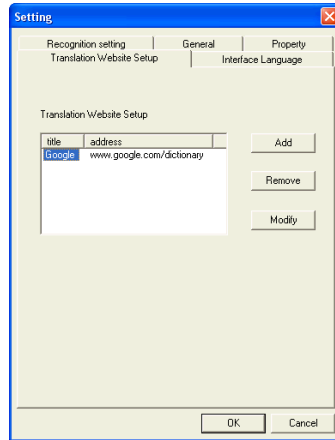 Setting
Recognition setting General Property
Translation Website Setup Interface Language
Translation Website Setup
title address
Google www.google.com/dictionary
Add
Remove
Modify
OK Cancel